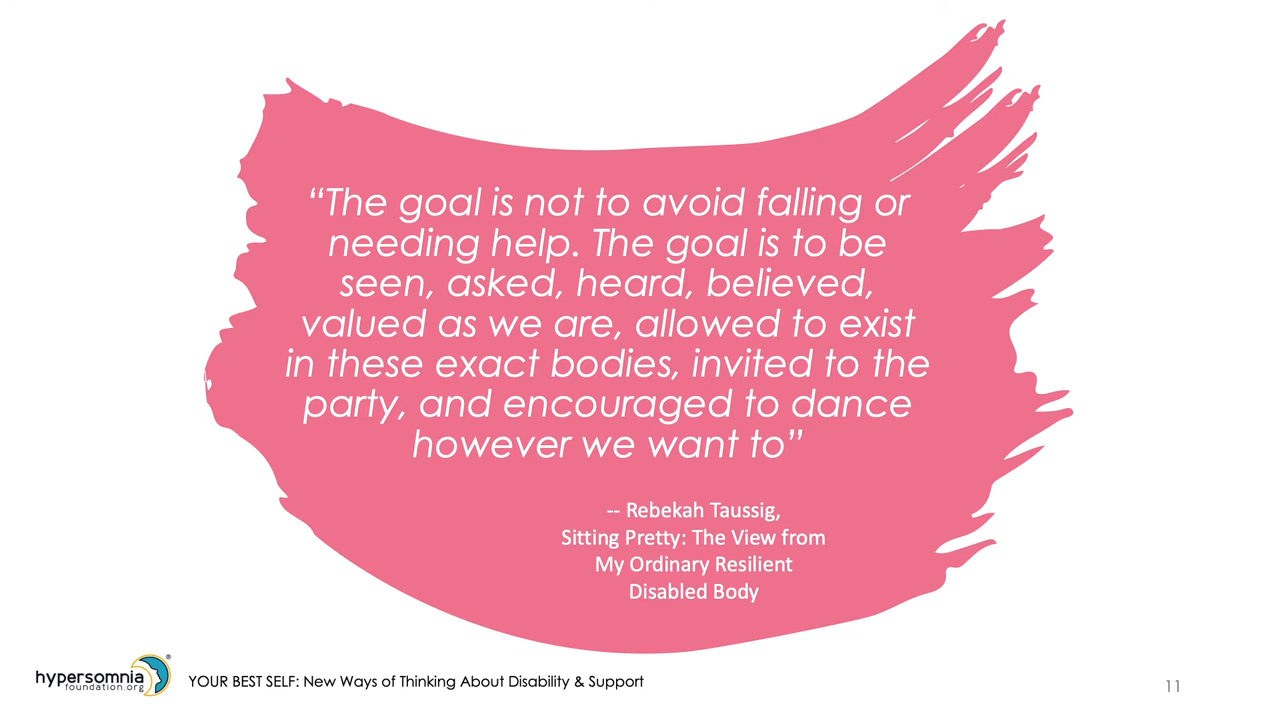 “The goal is not to avoid falling or
needing help. The goal is to be
seen, asked, heard, believed,
valued as we are, allowed to exist
in these exact bodies, invited to the
party, and encouraged to dance
however we want to”
-- Rebekah Taussig,
Sitting Pretty: The View from
My Ordinary Resilient
Disabled Body
hypersomnia®
foundation.org
YOUR BEST SELF: New Ways of Thinking About Disability & Support
11